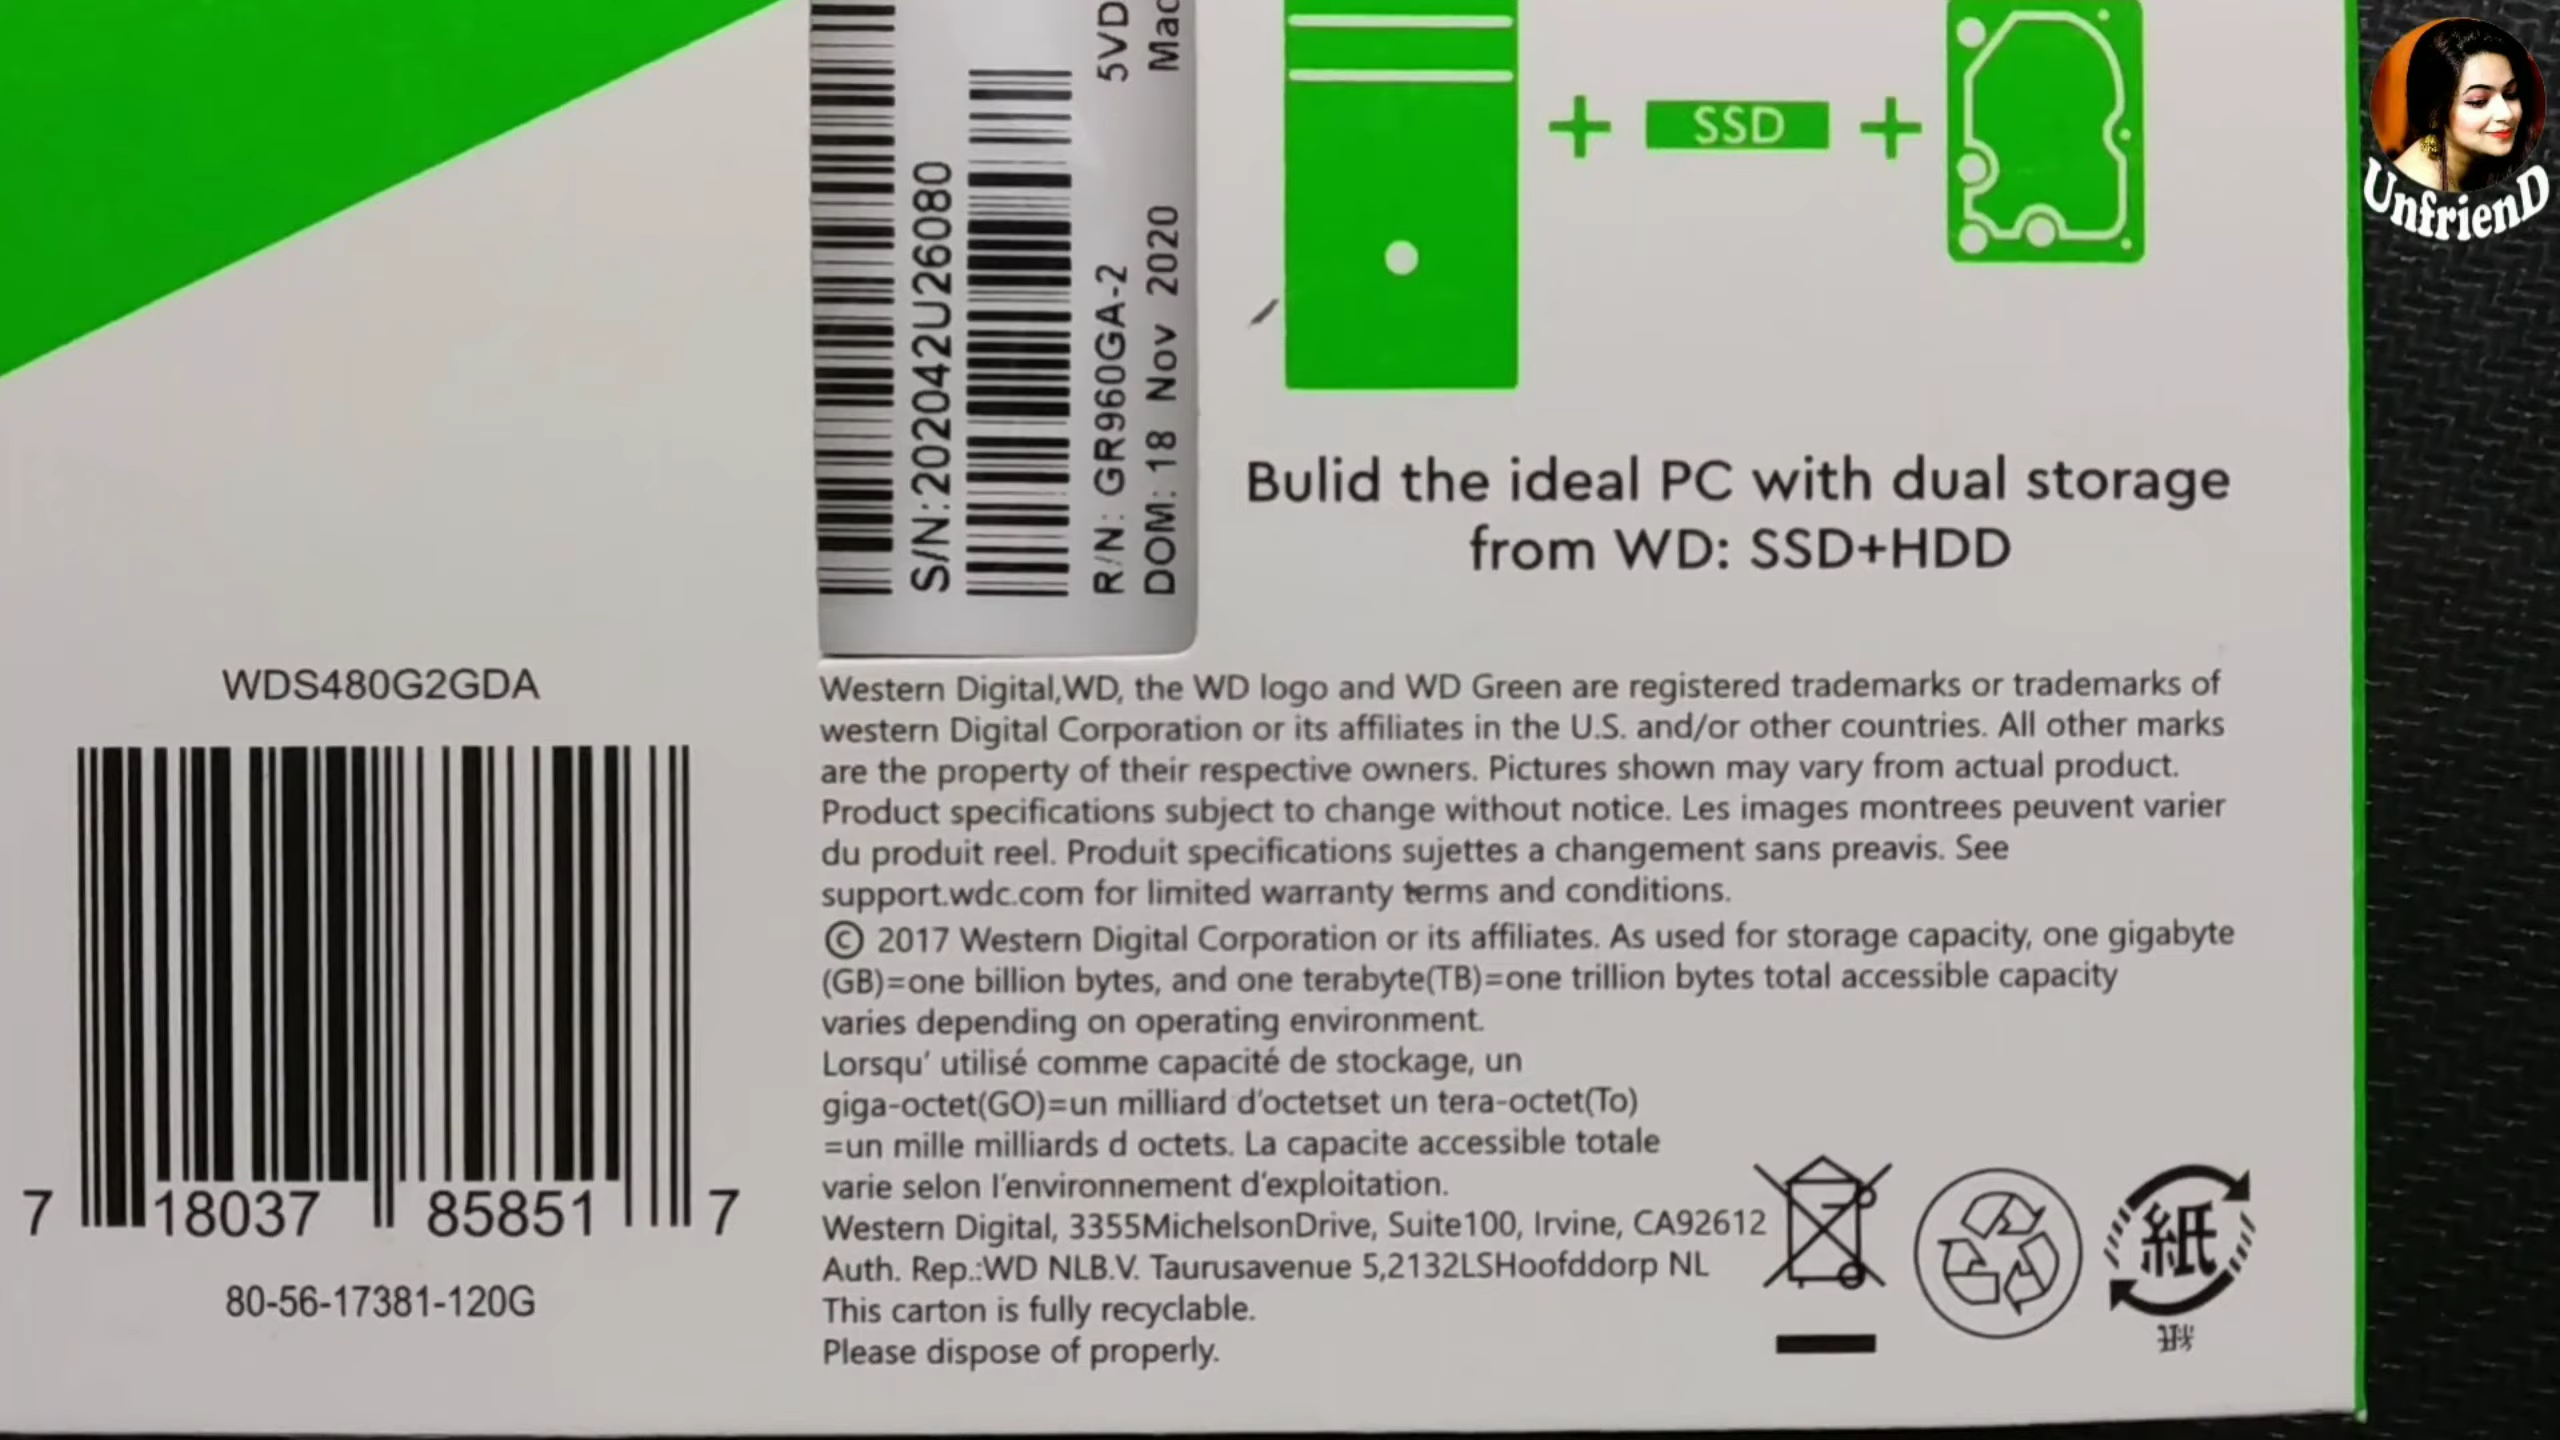 5VD
Mac
S/N:202042U26080
R/N: GR960GA-2
DOM: 18 Nov 2020
SSD
UnfrienD
Bulid the ideal PC with dual storage
from WD: SSD+HDD
WDS480G2GDA
7 18037 85851 7
80-56-17381-120G
Western Digital,WD, the WD logo and WD Green are registered trademarks or trademarks of
western Digital Corporation or its affiliates in the U.S. and/or other countries. All other marks
are the property of their respective owners. Pictures shown may vary from actual product.
Product specifications subject to change without notice. Les images montrees peuvent varier
du produit reel. Produit specifications sujettes a changement sans preavis. See
support.wdc.com for limited warranty terms and conditions.
© 2017 Western Digital Corporation or its affiliates. As used for storage capacity, one gigabyte
(GB)=one billion bytes, and one terabyte(TB)=one trillion bytes total accessible capacity
varies depending on operating environment.
Lorsqu' utilisé comme capacité de stockage, un
giga-octet(GO)=un milliard d'octetset un tera-octet(To)
=un mille milliards d octets. La capacite accessible totale
varie selon l'environnement d'exploitation.
Western Digital, 3355MichelsonDrive, Suite100, Irvine, CA92612
Auth. Rep.:WD NLB.V. Taurusavenue 5,2132LSHoofddorp NL
This carton is fully recyclable.
Please dispose of properly.
紙